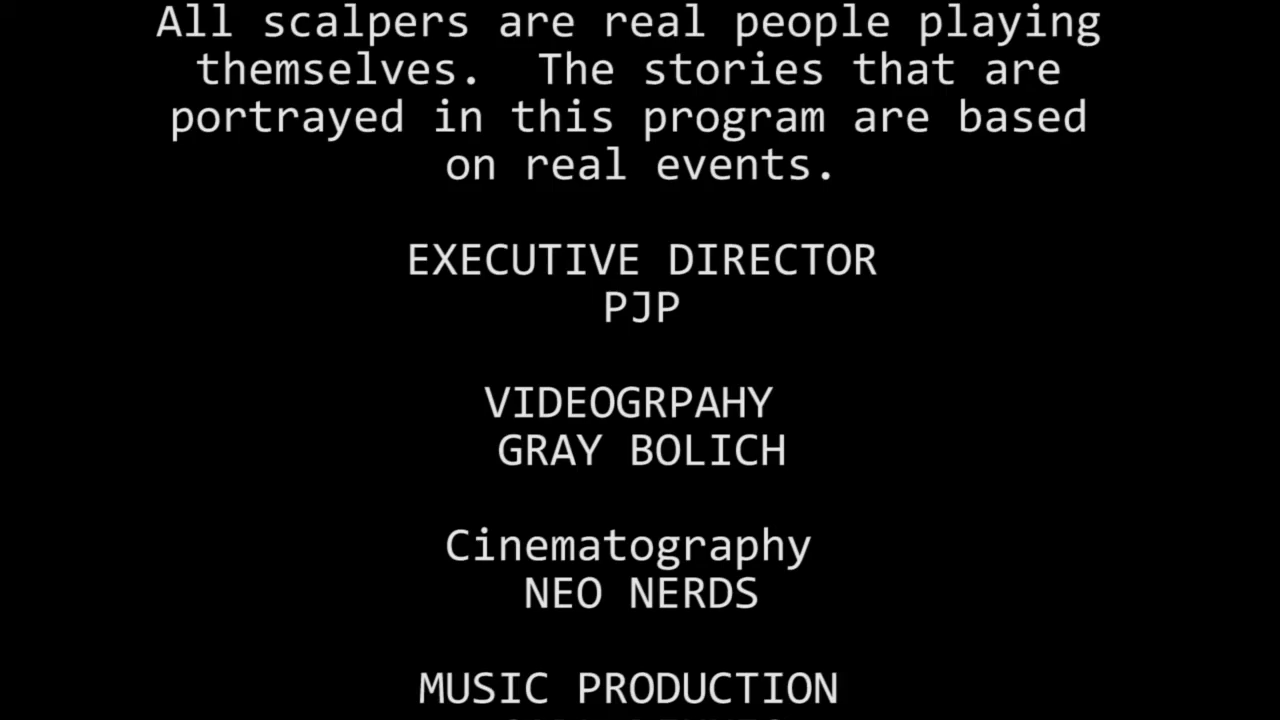 All scalpers are real people playing
themselves.  The stories that are
portrayed in this program are based
on real events.
EXECUTIVE DIRECTOR
PJP
VIDEOGRPAHY
GRAY BOLICH
Cinematography
NEO NERDS
MUSIC PRODUCTION